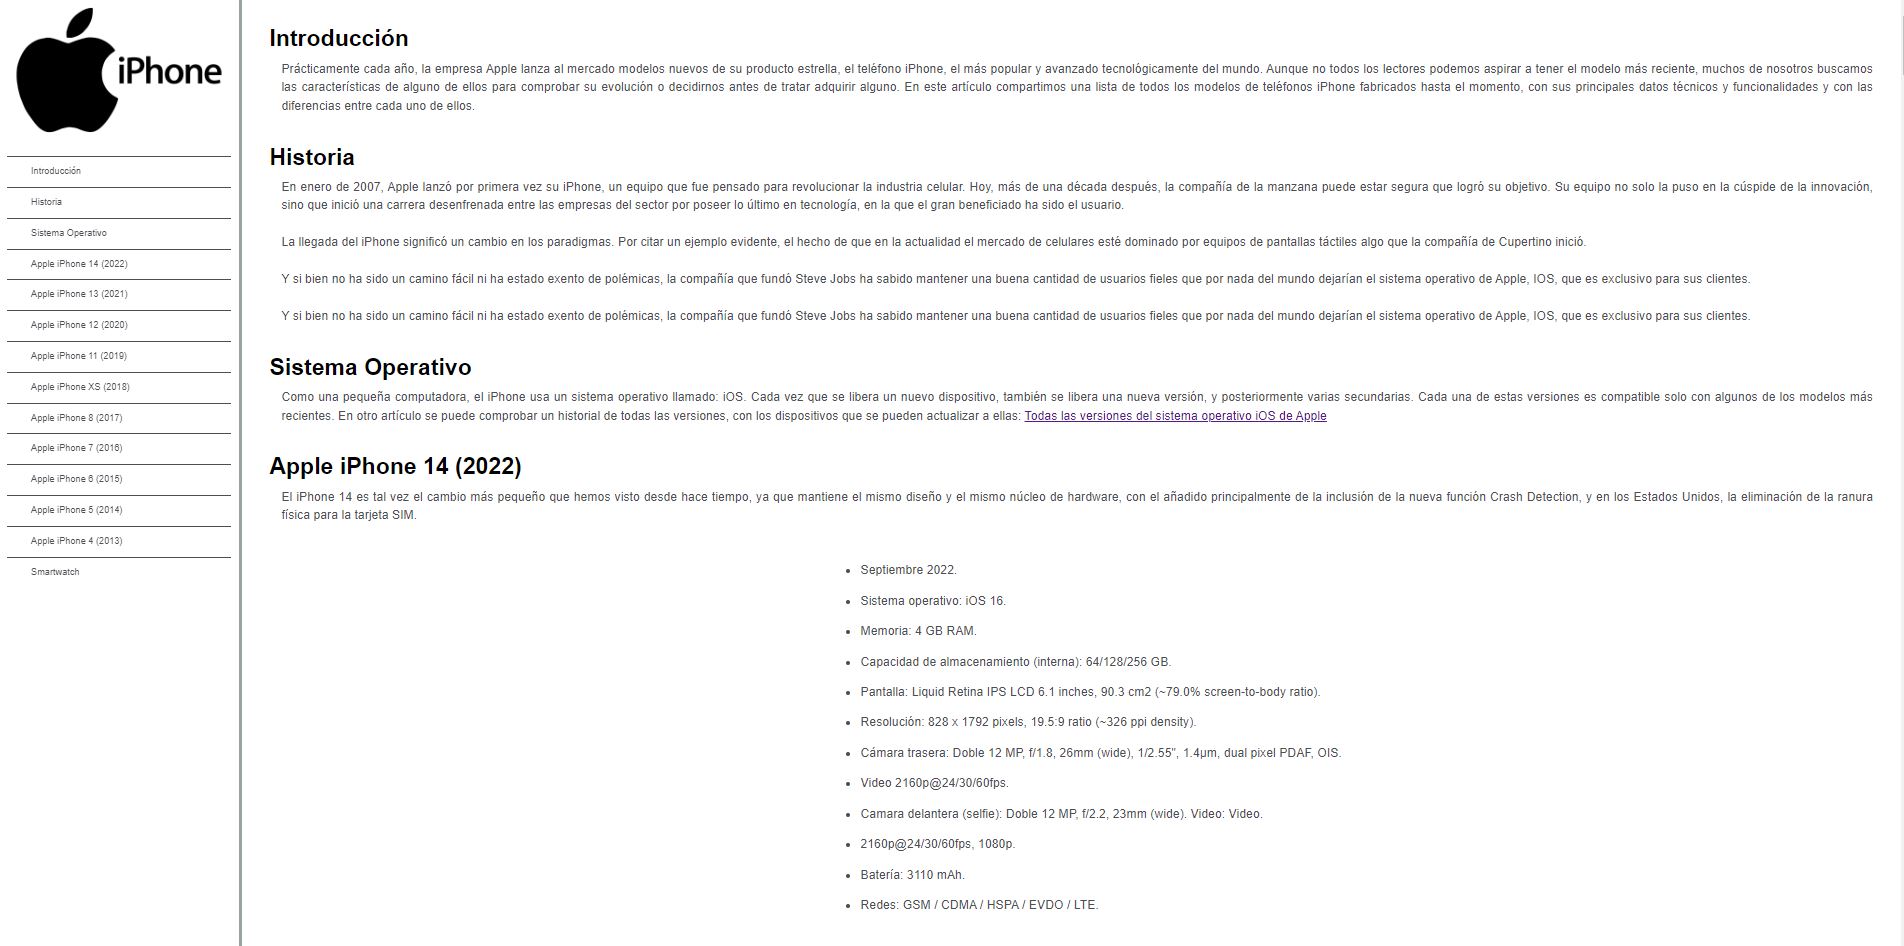 iPhone
Introducción
Historia
Sistema Operativo
Apple iPhone 14 (2022)
Apple iPhone 13 (2021)
Apple iPhone 12 (2020)
Apple iPhone 11 (2019)
Apple iPhone XS (2018)
Apple iPhone 8 (2017)
Apple iPhone 7 (2016)
Apple iPhone 6 (2015)
Apple iPhone 5 (2014)
Apple iPhone 4 (2013)
Smartwatch
Introducción
Prácticamente cada año, la empresa Apple lanza al mercado modelos nuevos de su producto estrella, el teléfono iPhone, el más popular y avanzado tecnológicamente del mundo. Aunque no todos los lectores podemos aspirar a tener el modelo más reciente, muchos de nosotros buscamos
las características de alguno de ellos para comprobar su evolución o decidirnos antes de tratar adquirir alguno. En este artículo compartimos una lista de todos los modelos de teléfonos iPhone fabricados hasta el momento, con sus principales datos técnicos y funcionalidades y con las
diferencias entre cada uno de ellos.
Historia
En enero de 2007, Apple lanzó por primera vez su iPhone, un equipo que fue pensado para revolucionar la industria celular. Hoy, más de una década después, la compañía de la manzana puede estar segura que logró su objetivo. Su equipo no solo la puso en la cúspide de la innovación,
sino que inició una carrera desenfrenada entre las empresas del sector por poseer lo último en tecnología, en la que el gran beneficiado ha sido el usuario.
La llegada del iPhone significó un cambio en los paradigmas. Por citar un ejemplo evidente, el hecho de que en la actualidad el mercado de celulares esté dominado por equipos de pantallas táctiles algo que la compañía de Cupertino inició.
Y si bien no ha sido un camino fácil ni ha estado exento de polémicas, la compañía que fundó Steve Jobs ha sabido mantener una buena cantidad de usuarios fieles que por nada del mundo dejarían el sistema operativo de Apple, IOS, que es exclusivo para sus clientes.
Y si bien no ha sido un camino fácil ni ha estado exento de polémicas, la compañía que fundó Steve Jobs ha sabido mantener una buena cantidad de usuarios fieles que por nada del mundo dejarían el sistema operativo de Apple, IOS, que es exclusivo para sus clientes.
Sistema Operativo
Como una pequeña computadora, el iPhone usa un sistema operativo llamado: iOS. Cada vez que se libera un nuevo dispositivo, también se libera una nueva versión, y posteriormente varias secundarias. Cada una de estas versiones es compatible solo con algunos de los modelos más
recientes. En otro artículo se puede comprobar un historial de todas las versiones, con los dispositivos que se pueden actualizar a ellas: Todas las versiones del sistema operativo iOS de Apple
Apple iPhone 14 (2022)
El iPhone 14 es tal vez el cambio más pequeño que hemos visto desde hace tiempo, ya que mantiene el mismo diseño y el mismo núcleo de hardware, con el añadido principalmente de la inclusión de la nueva función Crash Detection, y en los Estados Unidos, la eliminación de la ranura
física para la tarjeta SIM.
• Septiembre 2022.
• Sistema operativo: iOS 16.
• Memoria: 4 GB RAM.
• Capacidad de almacenamiento (interna): 64/128/256 GB.
• Pantalla: Liquid Retina IPS LCD 6.1 inches, 90.3 cm2 (~79.0% screen-to-body ratio).
• Resolución: 828 x 1792 pixels, 19.5:9 ratio (~326 ppi density).
• Cámara trasera: Doble 12 MP, f/1.8, 26mm (wide), 1/2.55", 1.4µm, dual pixel PDAF, OIS.
• Video 2160p@24/30/60fps.
• Camara delantera (selfie): Doble 12 MP, f/2.2, 23mm (wide). Video: Video.
• 2160p@24/30/60fps, 1080p.
• Batería: 3110 mAh.
• Redes: GSM / CDMA / HSPA / EVDO / LTE.